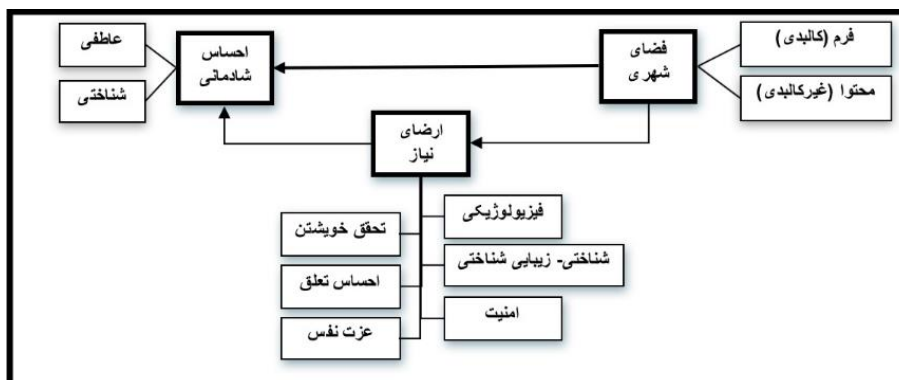 فضای
شهری
فرم (کالبدی)
محتوا (غیرکالبدی)
احساس
شادمانی
عاطفی
شناختی
ارضای
نیاز
فیزیولوژیکی
شناختی- زیبایی شناختی
امنیت
تحقق خویشتن
احساس تعلق
عزت نفس